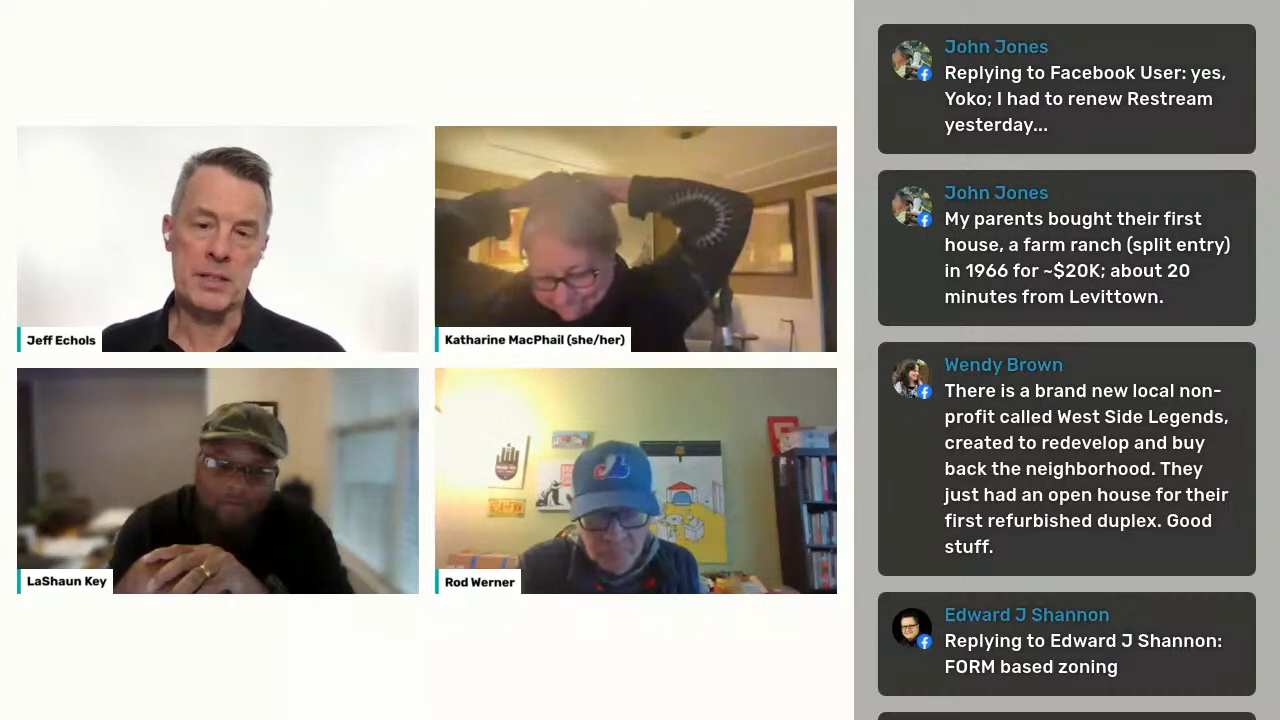 Jeff Echols
Katharine MacPhail (she/her)
LaShaun Key
Rod Werner
John Jones
Replying to Facebook User: yes,
Yoko; I had to renew Restream
yesterday...
John Jones
My parents bought their first
house, a farm ranch (split entry)
in 1966 for ~$20K; about 20
minutes from Levittown.
Wendy Brown
There is a brand new local non-
profit called West Side Legends,
created to redevelop and buy
back the neighborhood. They
just had an open house for their
first refurbished duplex. Good
stuff.
Edward J Shannon
Replying to Edward J Shannon:
FORM based zoning